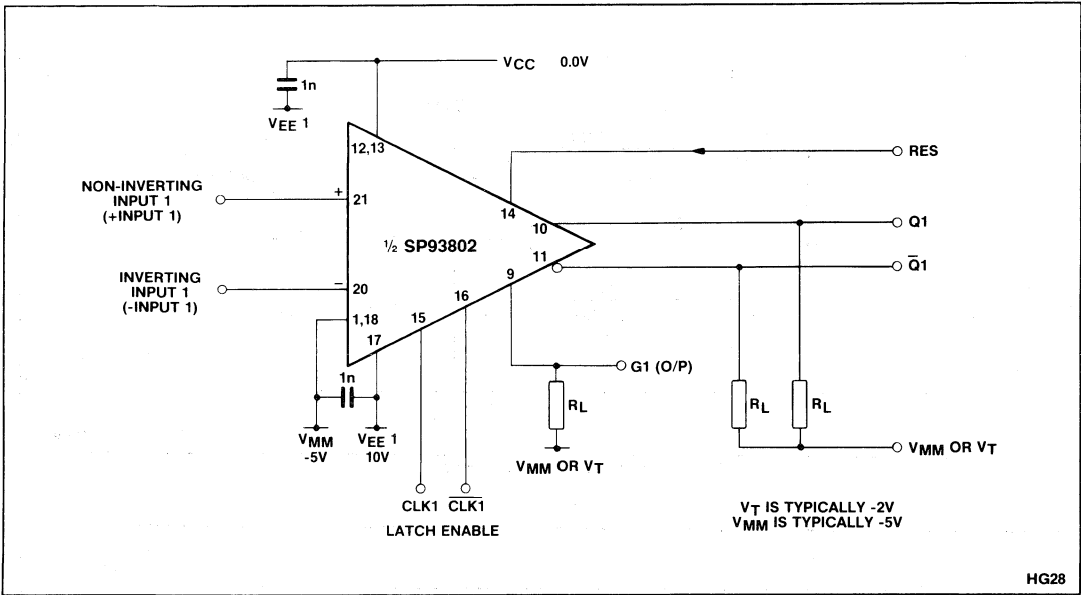 VCC 0.0V
1n
VEE 1
12,13
RES
NON-INVERTING
INPUT 1
(+INPUT 1)
+
21
14
10
Q1
½ SP93802
11
Q̅1
9
INVERTING
INPUT 1
(-INPUT 1)
−
20
16
1,18
15
17
1n
G1 (O/P)
RL
RL
RL
VMM
-5V
VEE 1
10V
VMM OR VT
VMM OR VT
CLK1
C̅L̅K̅1̅
LATCH ENABLE
VT IS TYPICALLY -2V
VMM IS TYPICALLY -5V
HG28